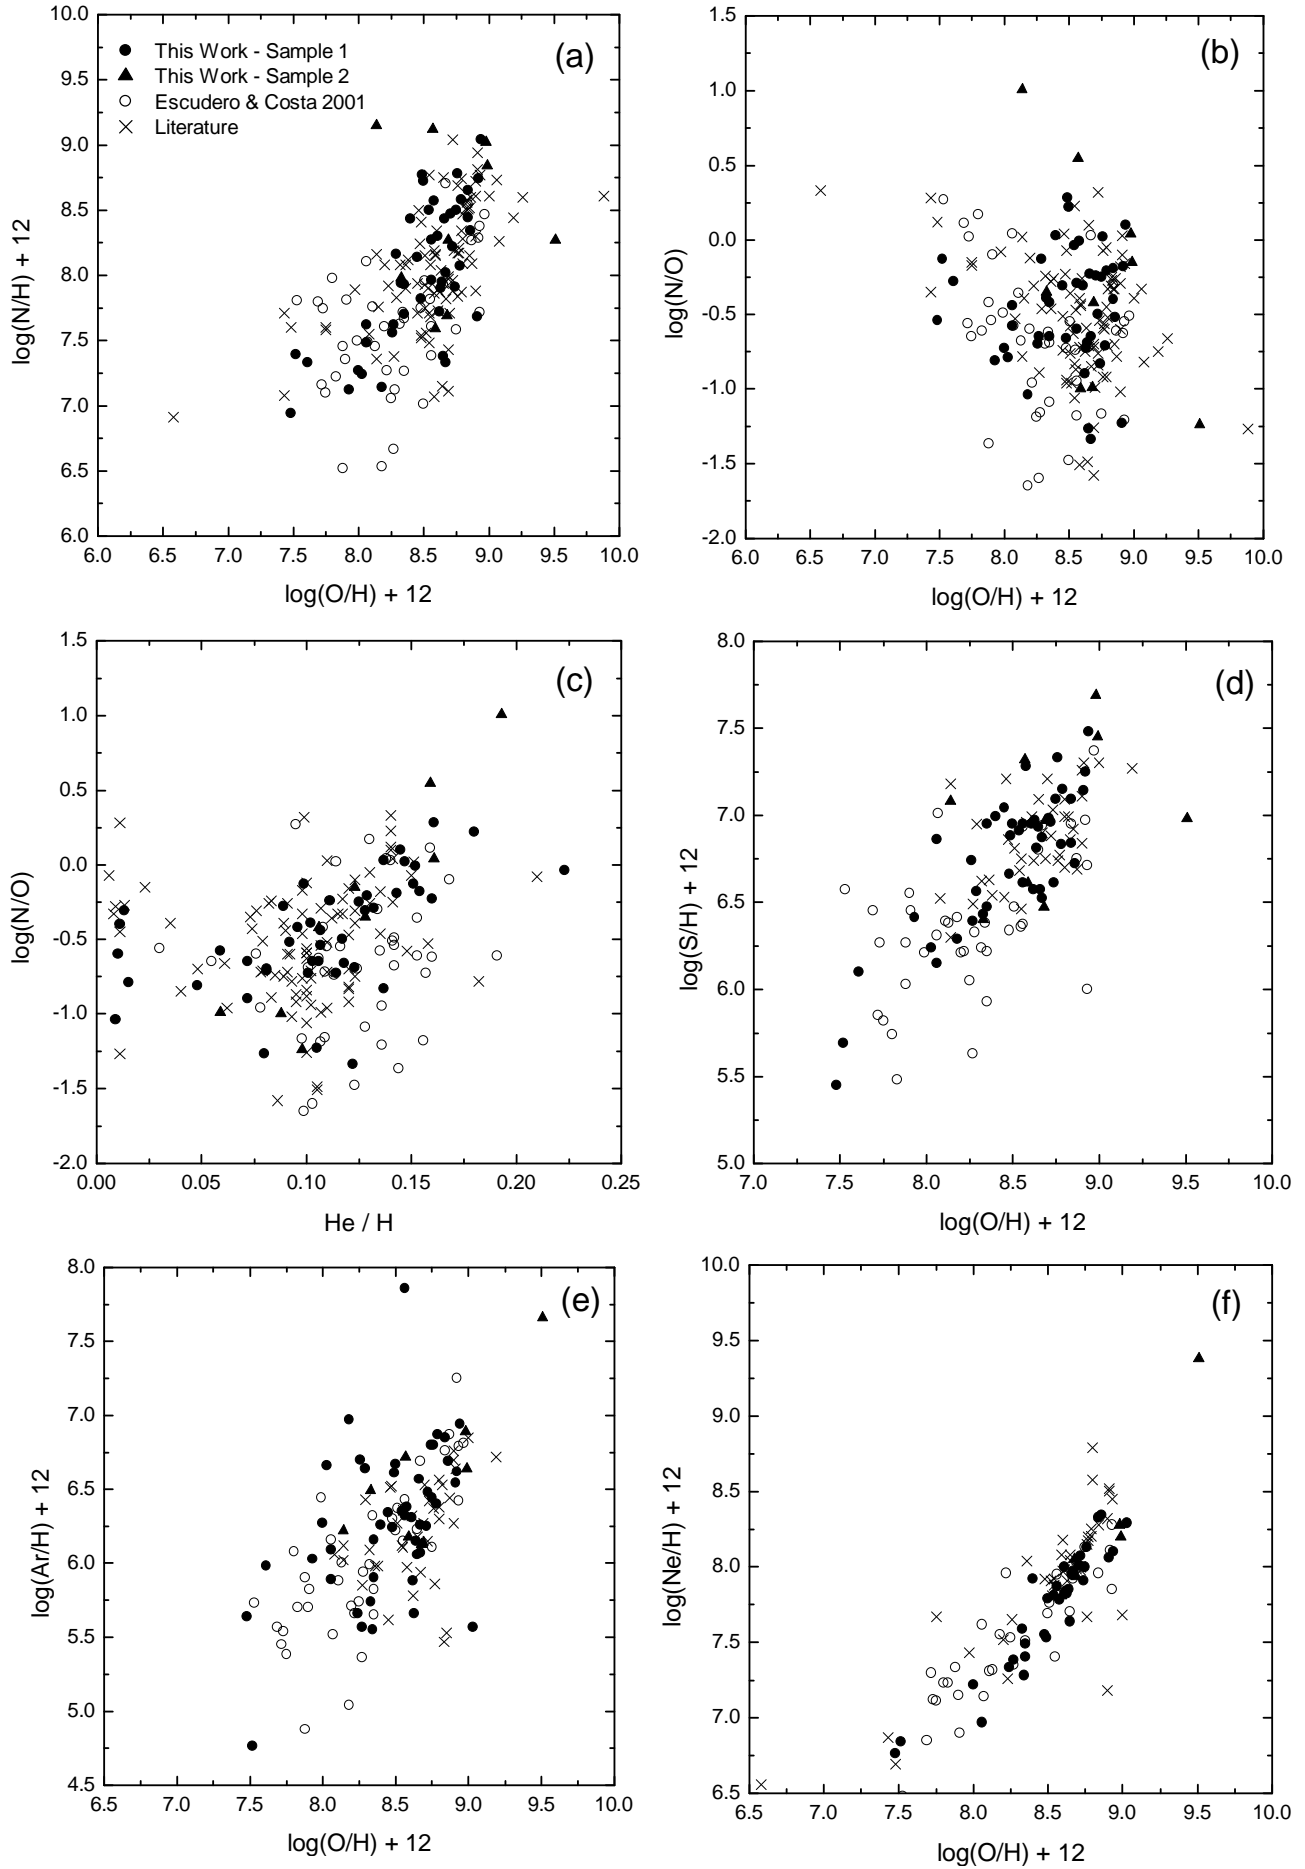 10.0
9.5
9.0
8.5
8.0
7.5
7.0
6.5
6.0
6.0 6.5 7.0 7.5 8.0 8.5 9.0 9.5 10.0
log(N/H) + 12
log(O/H) + 12
(a)
This Work - Sample 1
This Work - Sample 2
Escudero & Costa 2001
Literature
1.5
1.0
0.5
0.0
-0.5
-1.0
-1.5
-2.0
6.0 6.5 7.0 7.5 8.0 8.5 9.0 9.5 10.0
log(N/O)
log(O/H) + 12
(b)
1.5
1.0
0.5
0.0
-0.5
-1.0
-1.5
-2.0
0.00 0.05 0.10 0.15 0.20 0.25
log(N/O)
He / H
(c)
8.0
7.5
7.0
6.5
6.0
5.5
5.0
7.0 7.5 8.0 8.5 9.0 9.5 10.0
log(S/H) + 12
log(O/H) + 12
(d)
8.0
7.5
7.0
6.5
6.0
5.5
5.0
4.5
6.5 7.0 7.5 8.0 8.5 9.0 9.5 10.0
log(Ar/H) + 12
log(O/H) + 12
(e)
10.0
9.5
9.0
8.5
8.0
7.5
7.0
6.5
6.5 7.0 7.5 8.0 8.5 9.0 9.5 10.0
log(Ne/H) + 12
log(O/H) + 12
(f)